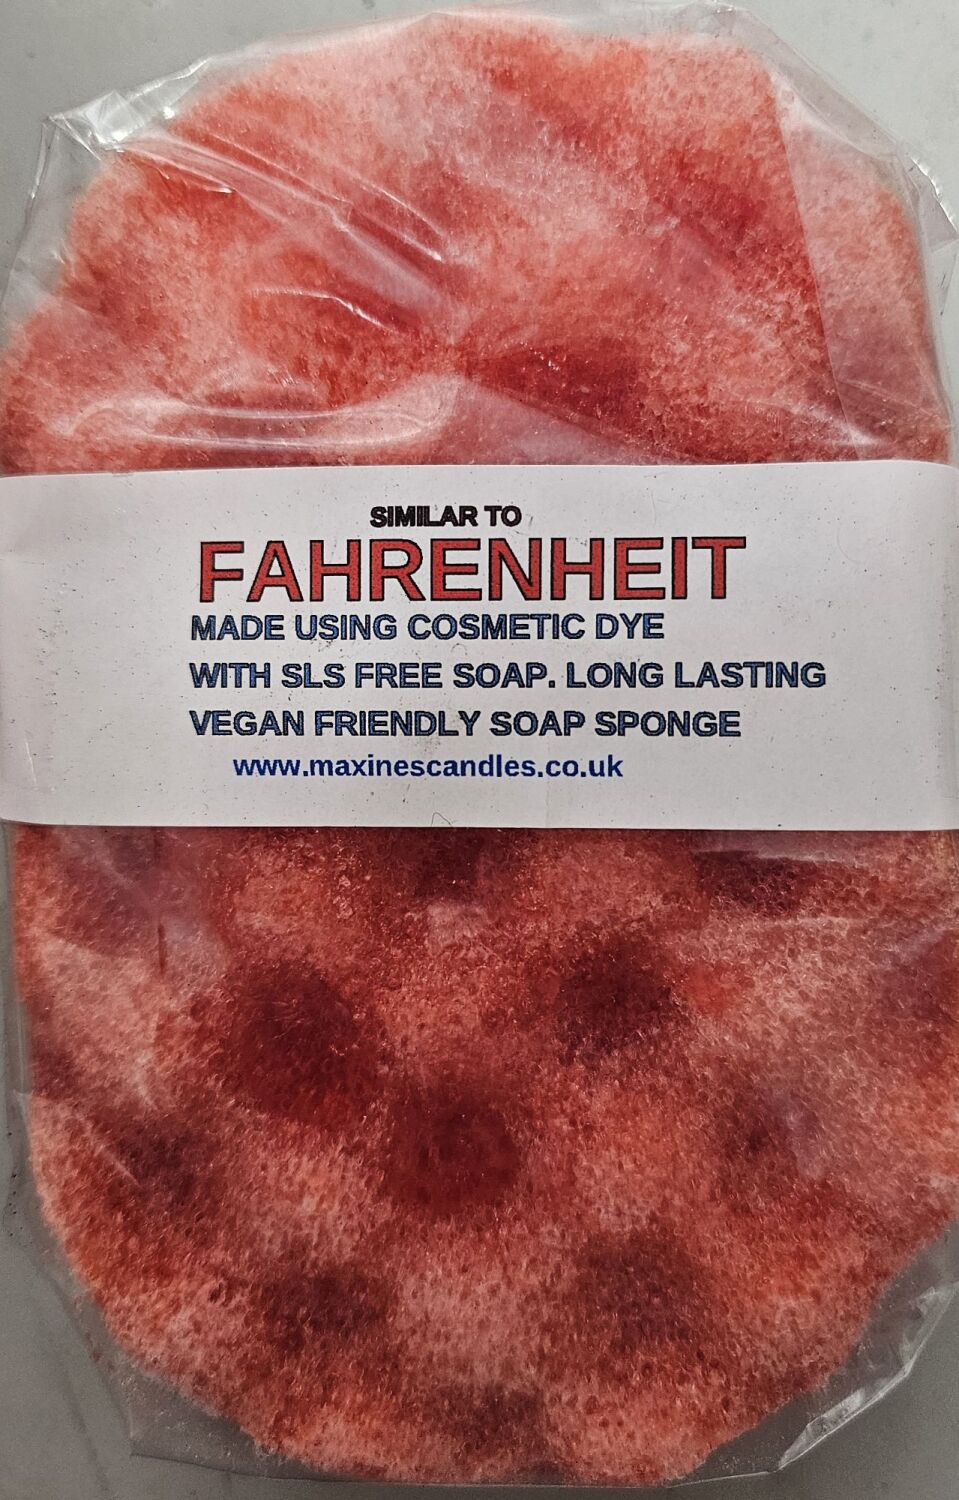 SIMILAR TO
FAHRENHEIT
MADE USING COSMETIC DYE
WITH SLS FREE SOAP. LONG LASTING
VEGAN FRIENDLY SOAP SPONGE
www.maxinescandles.co.uk